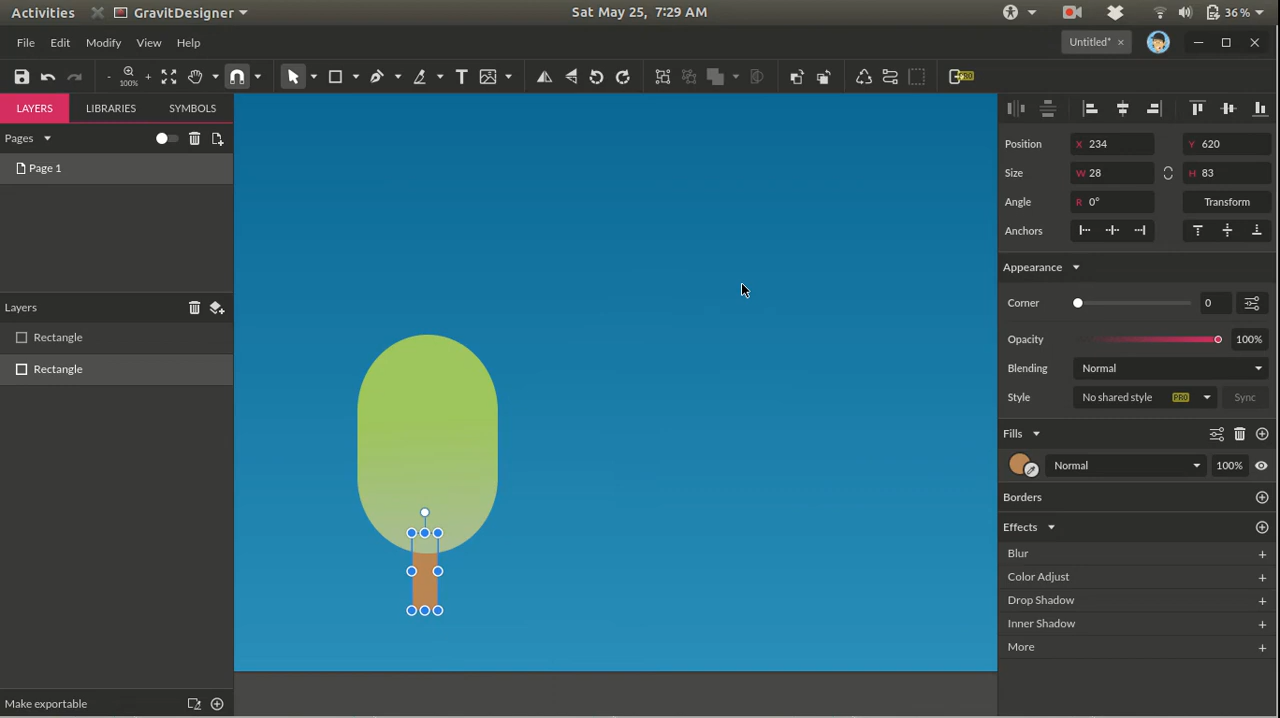 Activities GravitDesigner Sat May 25, 7:29 AM 36 %
File Edit Modify View Help Untitled* ×
- 100% + T PRO
LAYERS LIBRARIES SYMBOLS
Pages
Page 1
Layers
Rectangle
Rectangle
Make exportable
Position X 234 Y 620
Size W 28 H 83
Angle R 0° Transform
Anchors
Appearance
Corner 0
Opacity 100%
Blending Normal
Style No shared style PRO Sync
Fills
Normal 100%
Borders
Effects
Blur +
Color Adjust +
Drop Shadow +
Inner Shadow +
More +